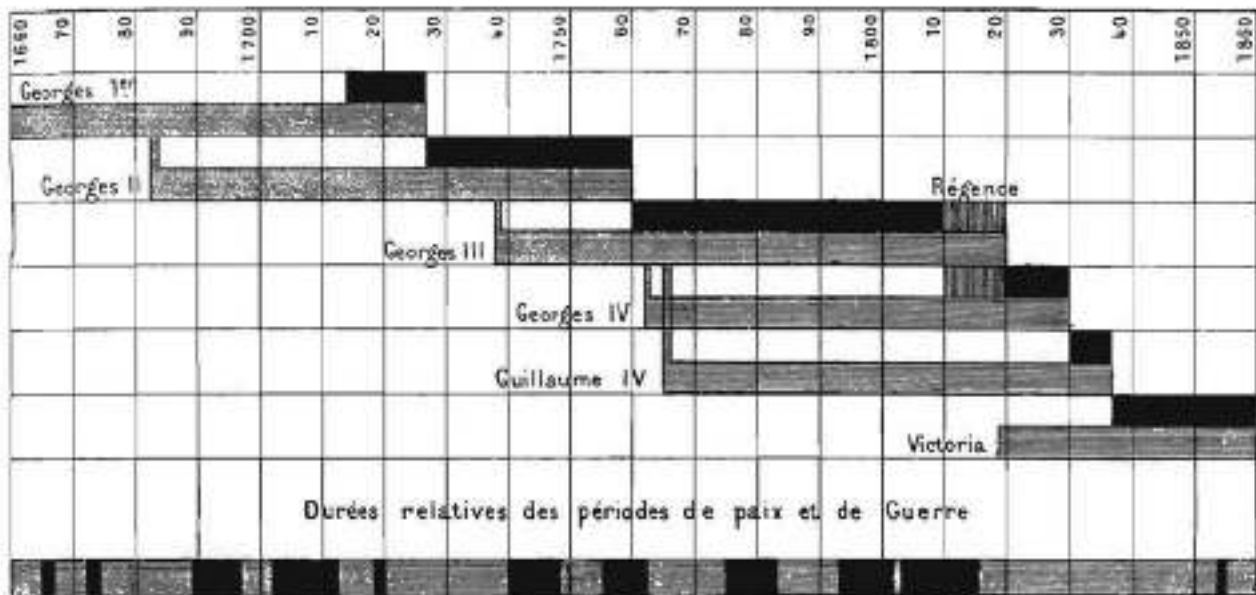 1660 70 80 90 1700 10 20 30 40 1750 60 70 80 90 1800 10 20 30 40 1850 1860
Georges 1er
Georges II
Régence
Georges III
Georges IV
Guillaume IV
Victoria
Durées relatives des périodes de paix et de Guerre